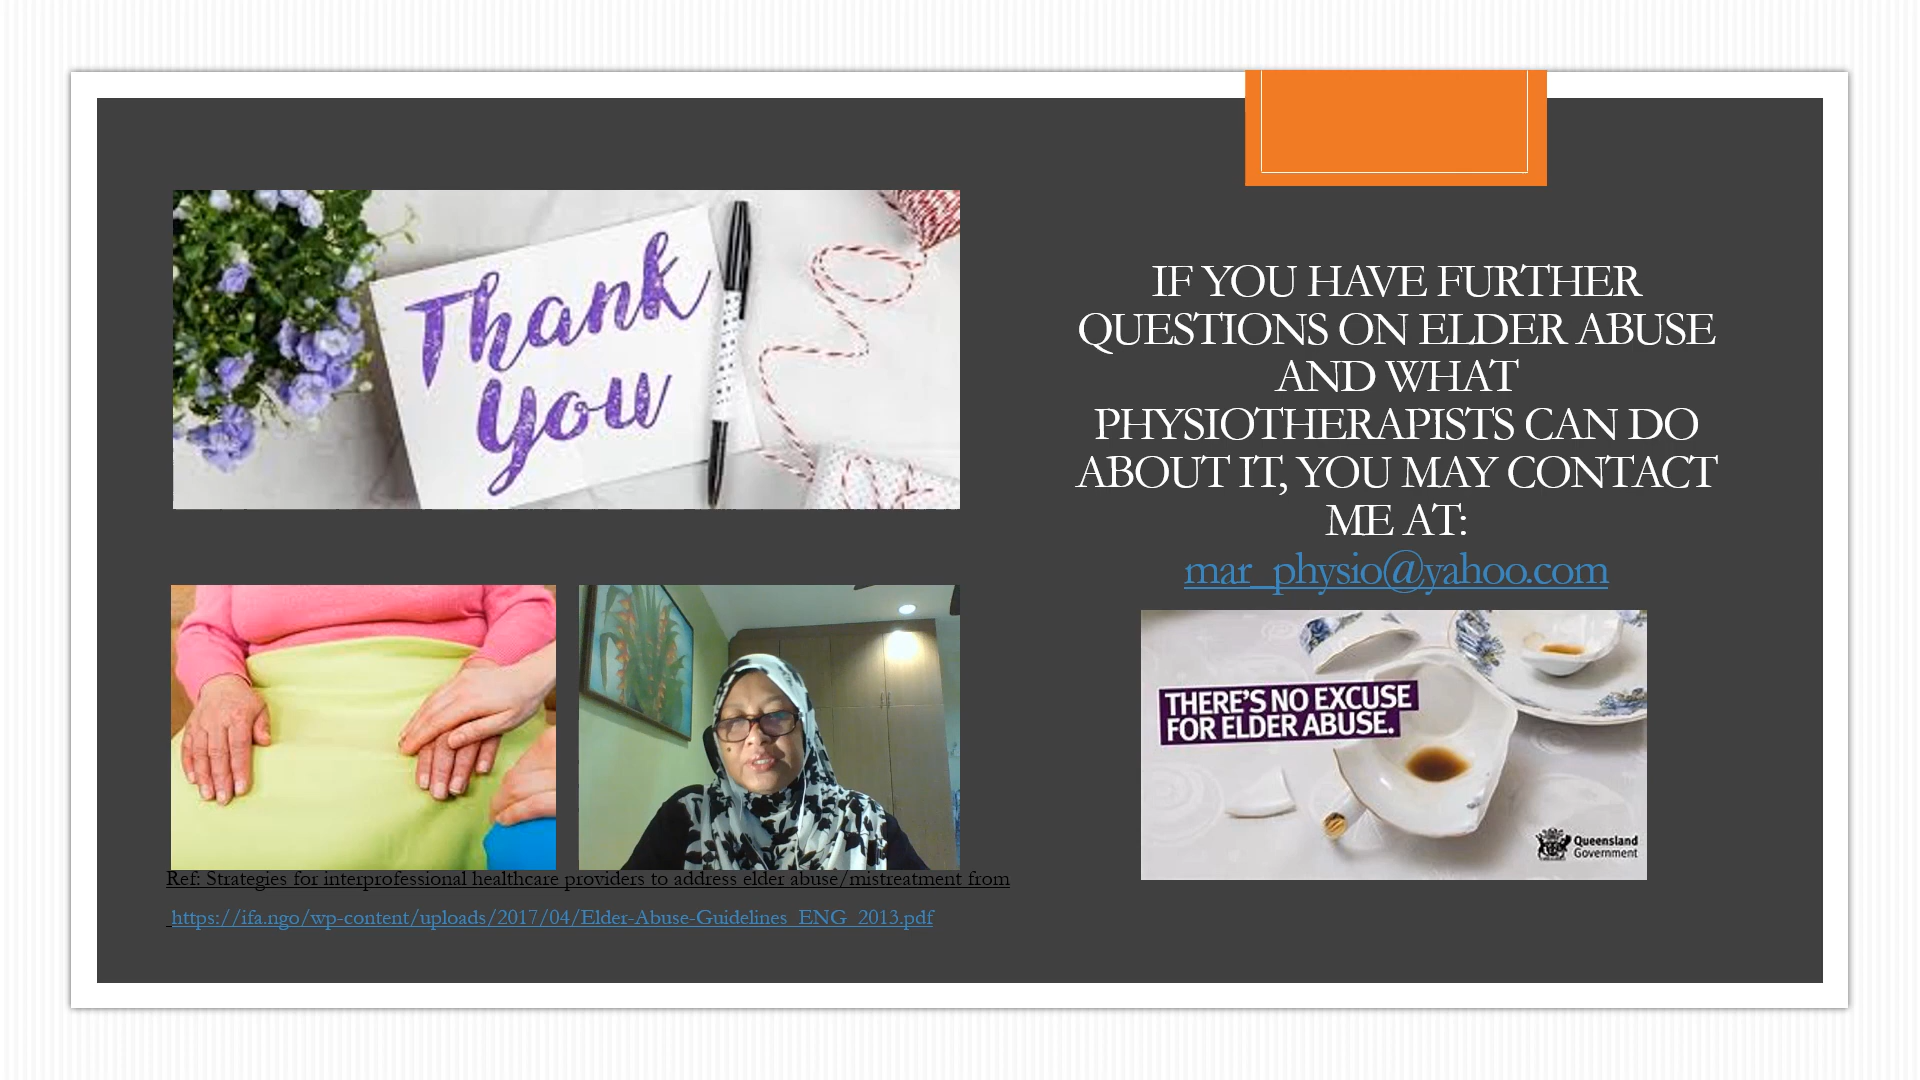 Thank
you
IF YOU HAVE FURTHER
QUESTIONS ON ELDER ABUSE
AND WHAT
PHYSIOTHERAPISTS CAN DO
ABOUT IT, YOU MAY CONTACT
ME AT:
mar_physio@yahoo.com
THERE'S NO EXCUSE
FOR ELDER ABUSE.
Queensland
Government
Ref: Strategies for interprofessional healthcare providers to address elder abuse/mistreatment from
https://ifa.ngo/wp-content/uploads/2017/04/Elder-Abuse-Guidelines_ENG_2013.pdf